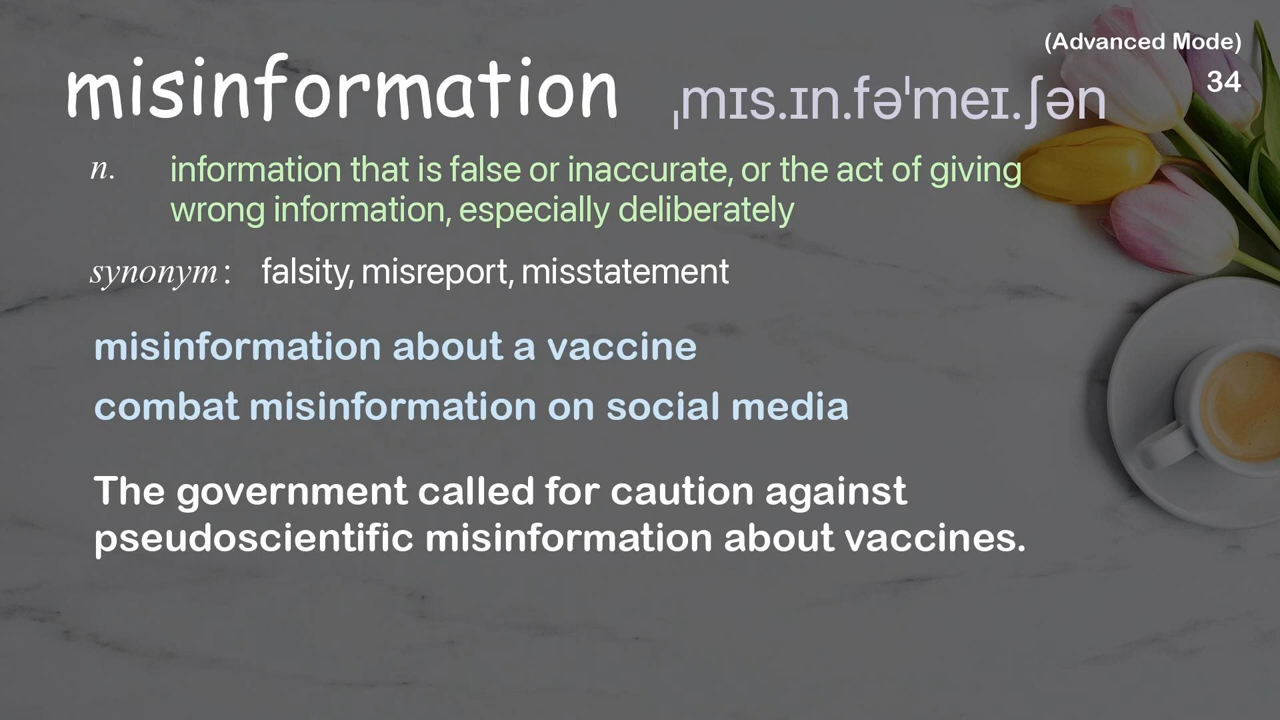 (Advanced Mode)
misinformation ˌmɪs.ɪn.fəˈmeɪ.ʃən 34
n. information that is false or inaccurate, or the act of giving
wrong information, especially deliberately
synonym: falsity, misreport, misstatement
misinformation about a vaccine
combat misinformation on social media
The government called for caution against
pseudoscientific misinformation about vaccines.